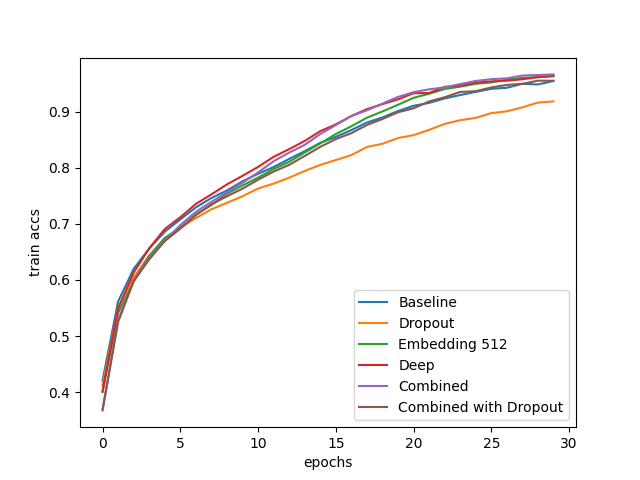 0.9
0.8
0.7
0.6
0.5
0.4
train accs
0
5
10
15
20
25
30
epochs
Baseline
Dropout
Embedding 512
Deep
Combined
Combined with Dropout